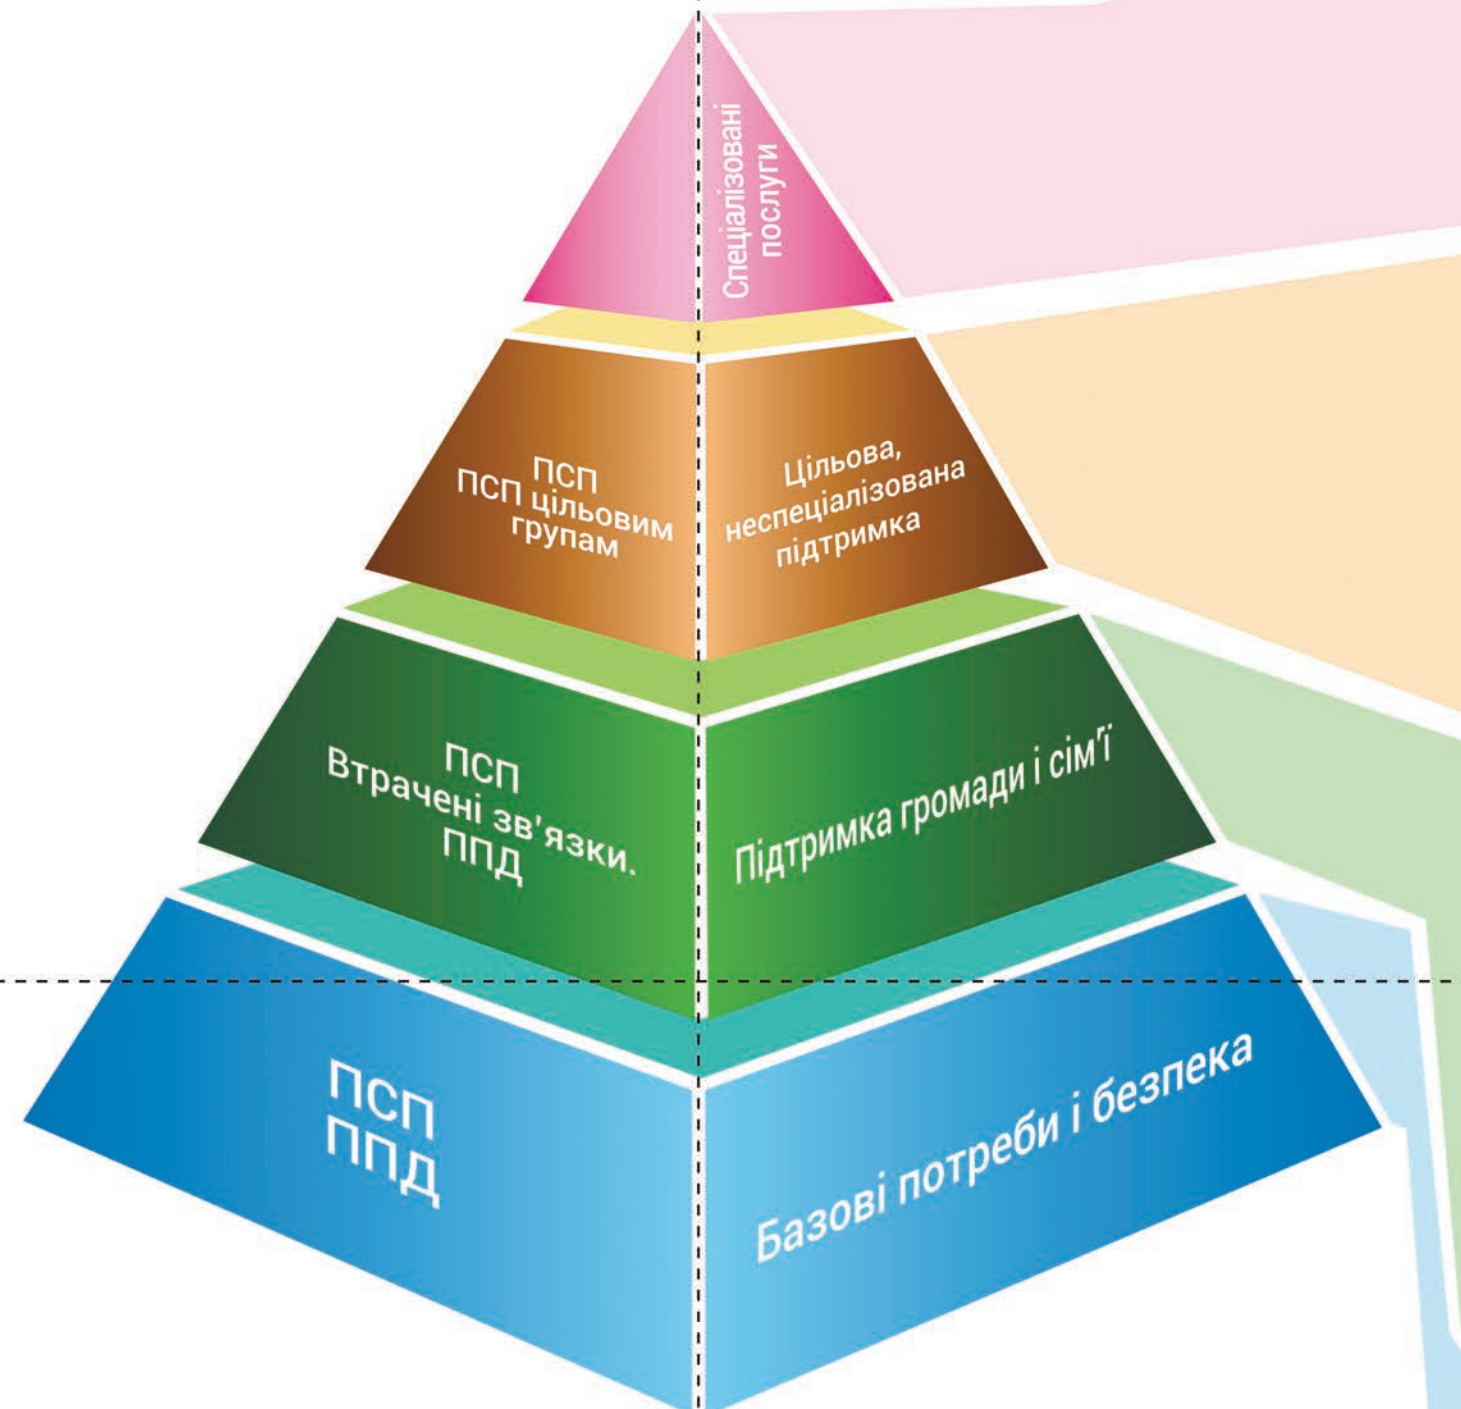 Спеціалізовані
послуги
ПСП
ПСП цільовим
групам
Цільова,
неспеціалізована
підтримка
ПСП
Втрачені зв'язки.
ППД
Підтримка громади і сім'ї
ПСП
ППД
Базові потреби і безпека